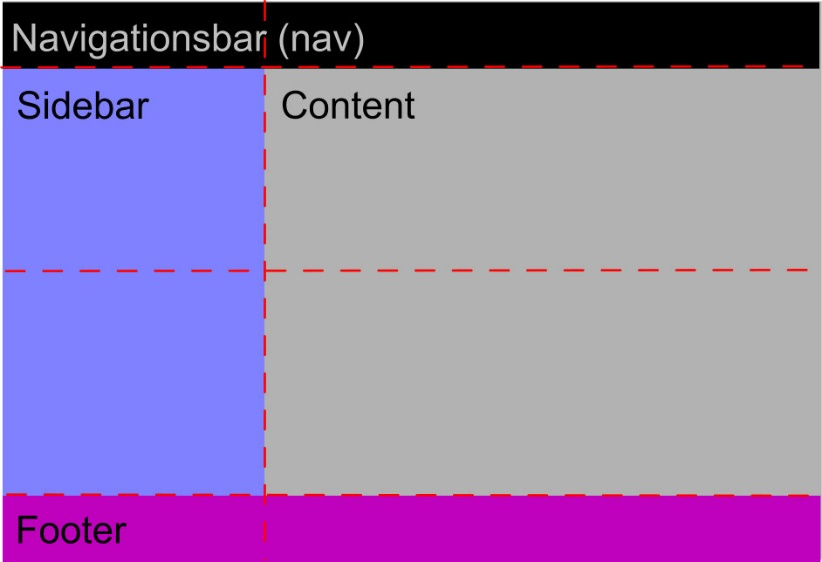 Navigationsbar (nav)
Sidebar
Content
Footer